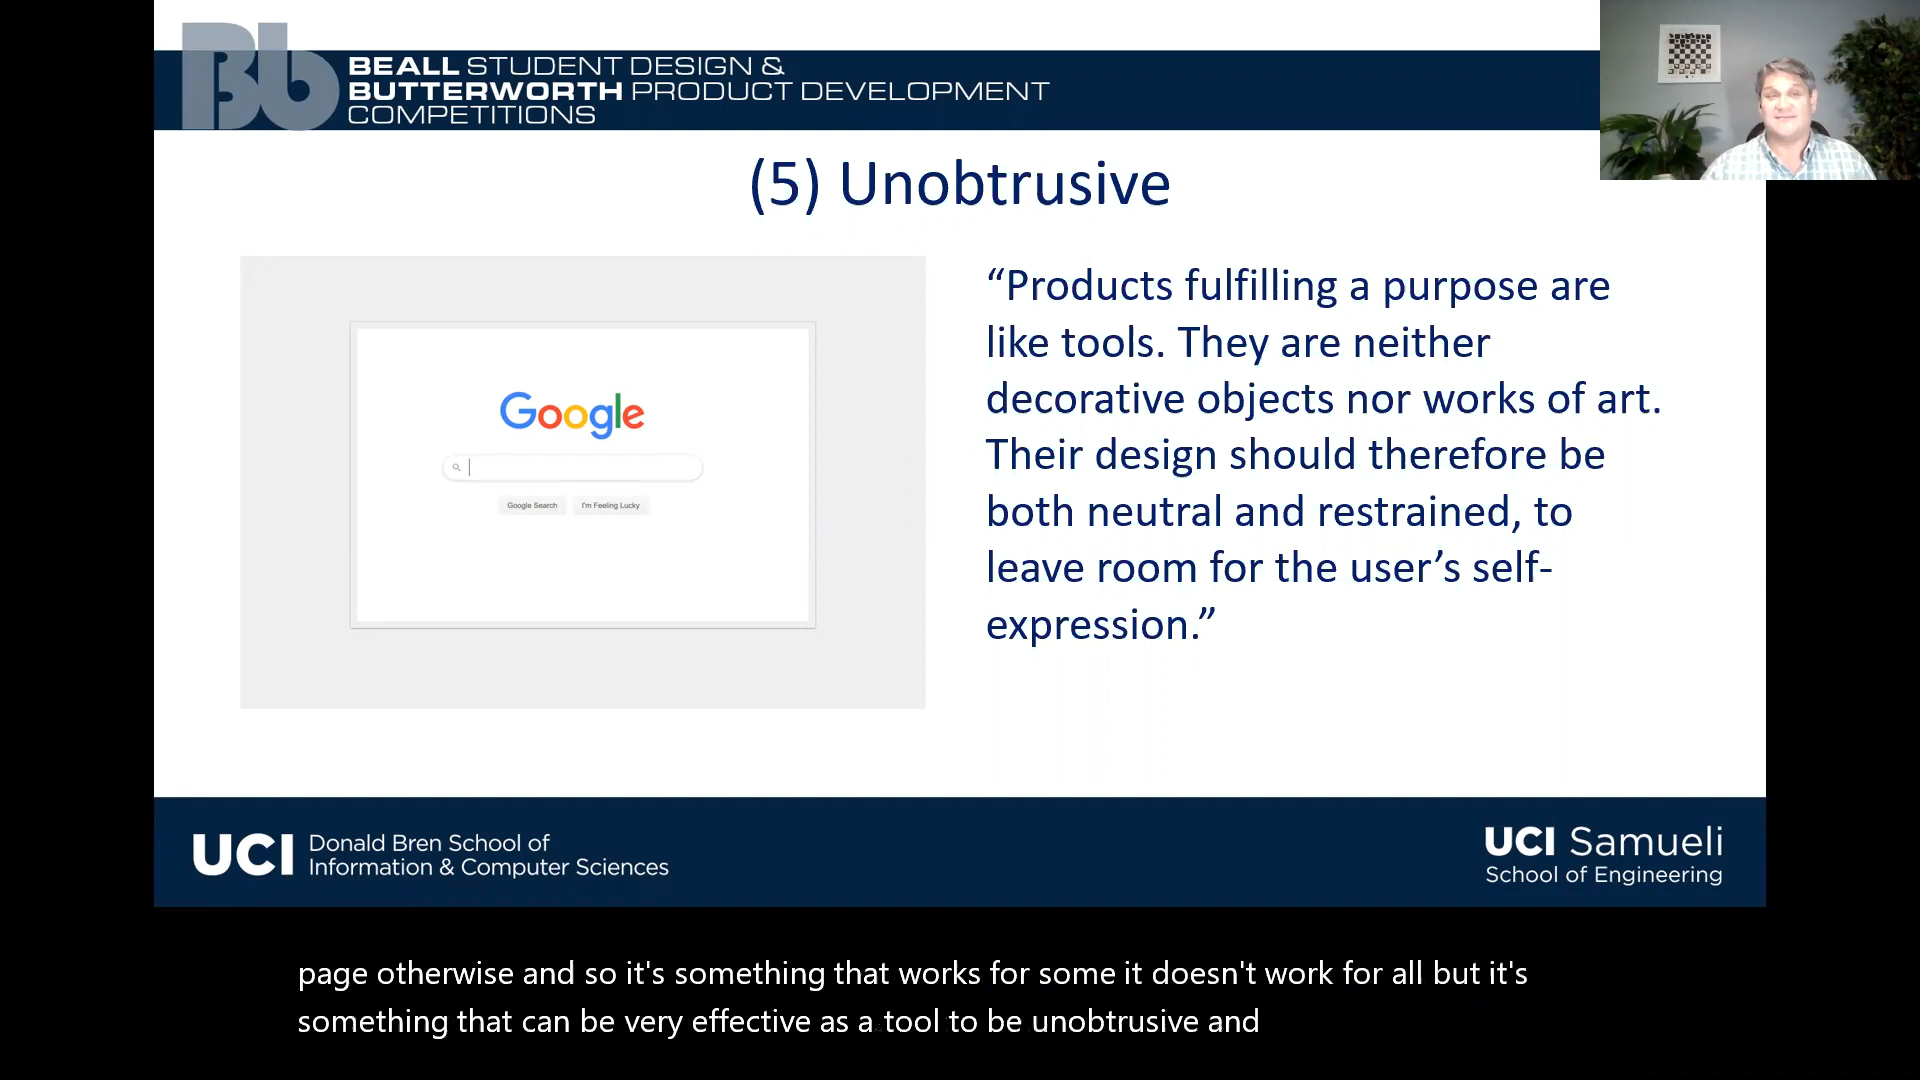 Bb
BEALL STUDENT DESIGN &
BUTTERWORTH PRODUCT DEVELOPMENT
COMPETITIONS
(5) Unobtrusive
Google
Google Search
I'm Feeling Lucky
“Products fulfilling a purpose are
like tools. They are neither
decorative objects nor works of art.
Their design should therefore be
both neutral and restrained, to
leave room for the user’s self-
expression.”
UCI Donald Bren School of
Information & Computer Sciences
UCI Samueli
School of Engineering
page otherwise and so it's something that works for some it doesn't work for all but it's
something that can be very effective as a tool to be unobtrusive and